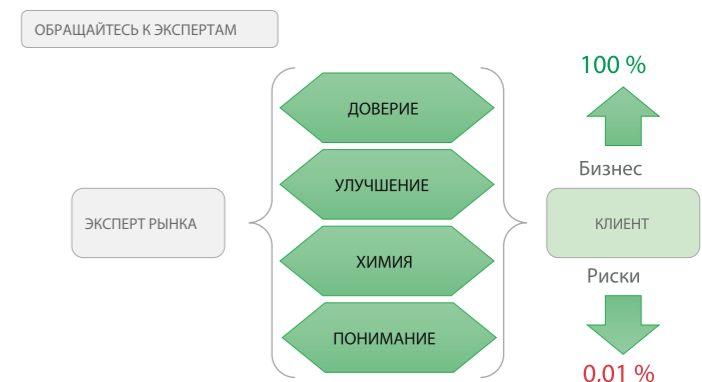 ОБРАЩАЙТЕСЬ К ЭКСПЕРТАМ
100 %
ДОВЕРИЕ
Бизнес
УЛУЧШЕНИЕ
ЭКСПЕРТ РЫНКА
КЛИЕНТ
ХИМИЯ
Риски
ПОНИМАНИЕ
0,01 %